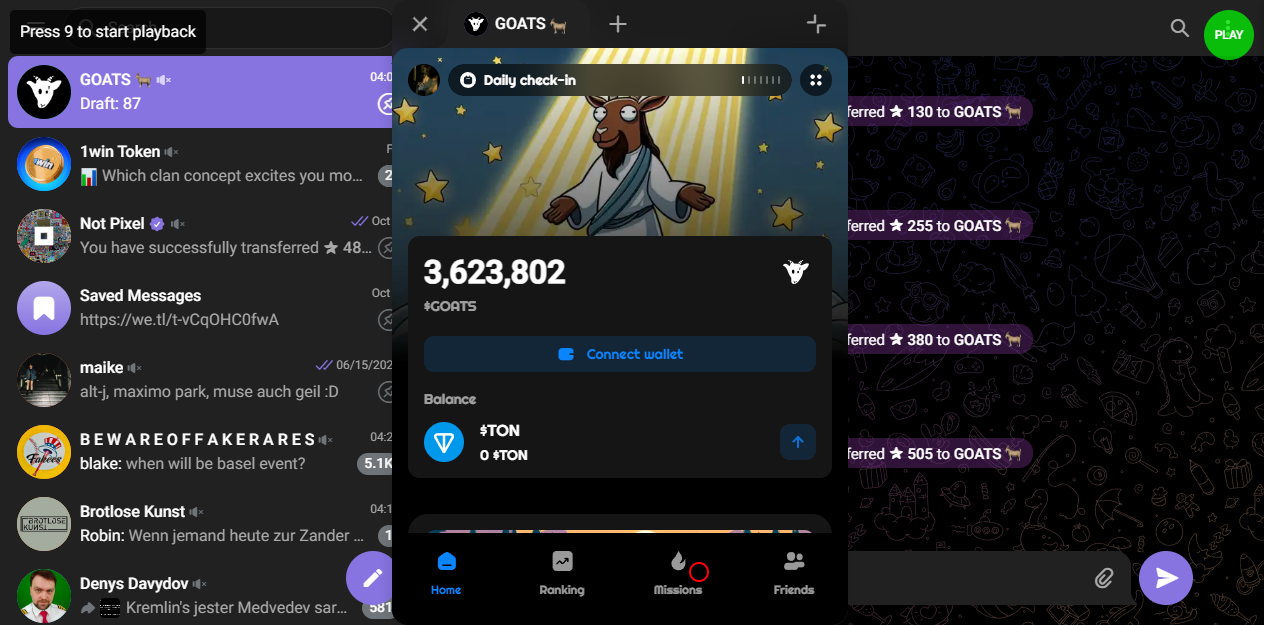 Press 9 to start playback
GOATS 🐐
04:0
Draft: 87
1win Token
F
📊 Which clan concept excites you mo...
2
Not Pixel
Oct
You have successfully transferred ★ 48...
Saved Messages
Oct
https://we.tl/t-vCqOHC0fwA
maike
06/15/202
alt-j, maximo park, muse auch geil :D
B E W A R E O F F A K E R A R E S
04:2
blake: when will be basel event?
5.1K
Brotlose Kunst
04:1
Robin: Wenn jemand heute zur Zander ...
1
Denys Davydov
Kremlin's jester Medvedev sar...
581
GOATS 🐐
Daily check-in
3,623,802
$GOATS
Connect wallet
Balance
$TON
0 $TON
Home
Ranking
Missions
Friends
PLAY
ferred ★ 130 to GOATS 🐐
ferred ★ 255 to GOATS 🐐
ferred ★ 380 to GOATS 🐐
ferred ★ 505 to GOATS 🐐